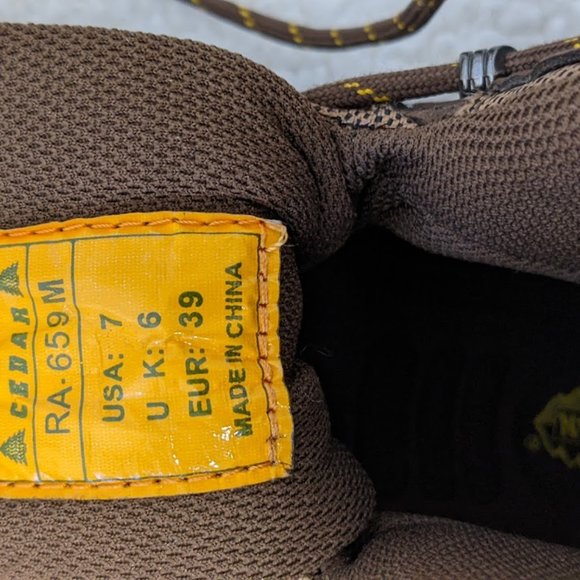 CEDAR
RA-659M
USA: 7
U K: 6
EUR: 39
MADE IN CHINA